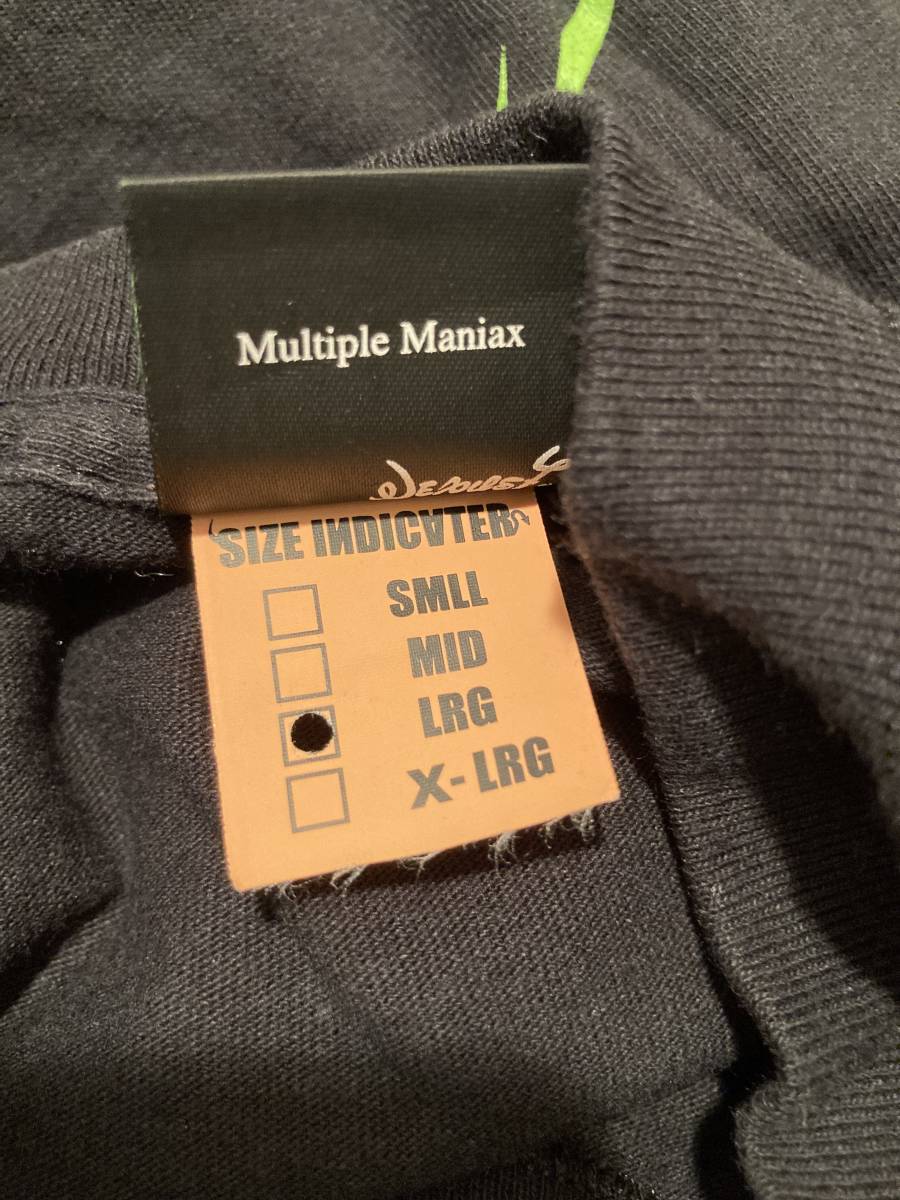 Multiple Maniax
SIZE INDICATER
SMLL
MID
LRG
X-LRG